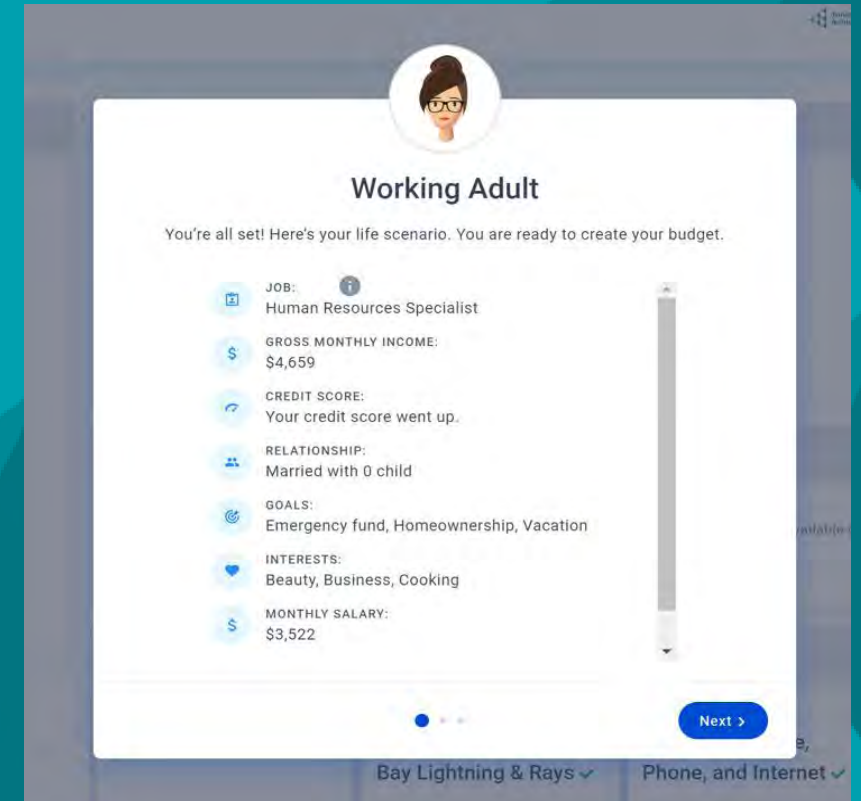 Working Adult
You're all set! Here's your life scenario. You are ready to create your budget.
JOB:
Human Resources Specialist
GROSS MONTHLY INCOME:
$4,659
CREDIT SCORE:
Your credit score went up.
RELATIONSHIP:
Married with 0 child
GOALS:
Emergency fund, Homeownership, Vacation
INTERESTS:
Beauty, Business, Cooking
MONTHLY SALARY:
$3,522
Next >
Bay Lightning & Rays
Phone, and Internet